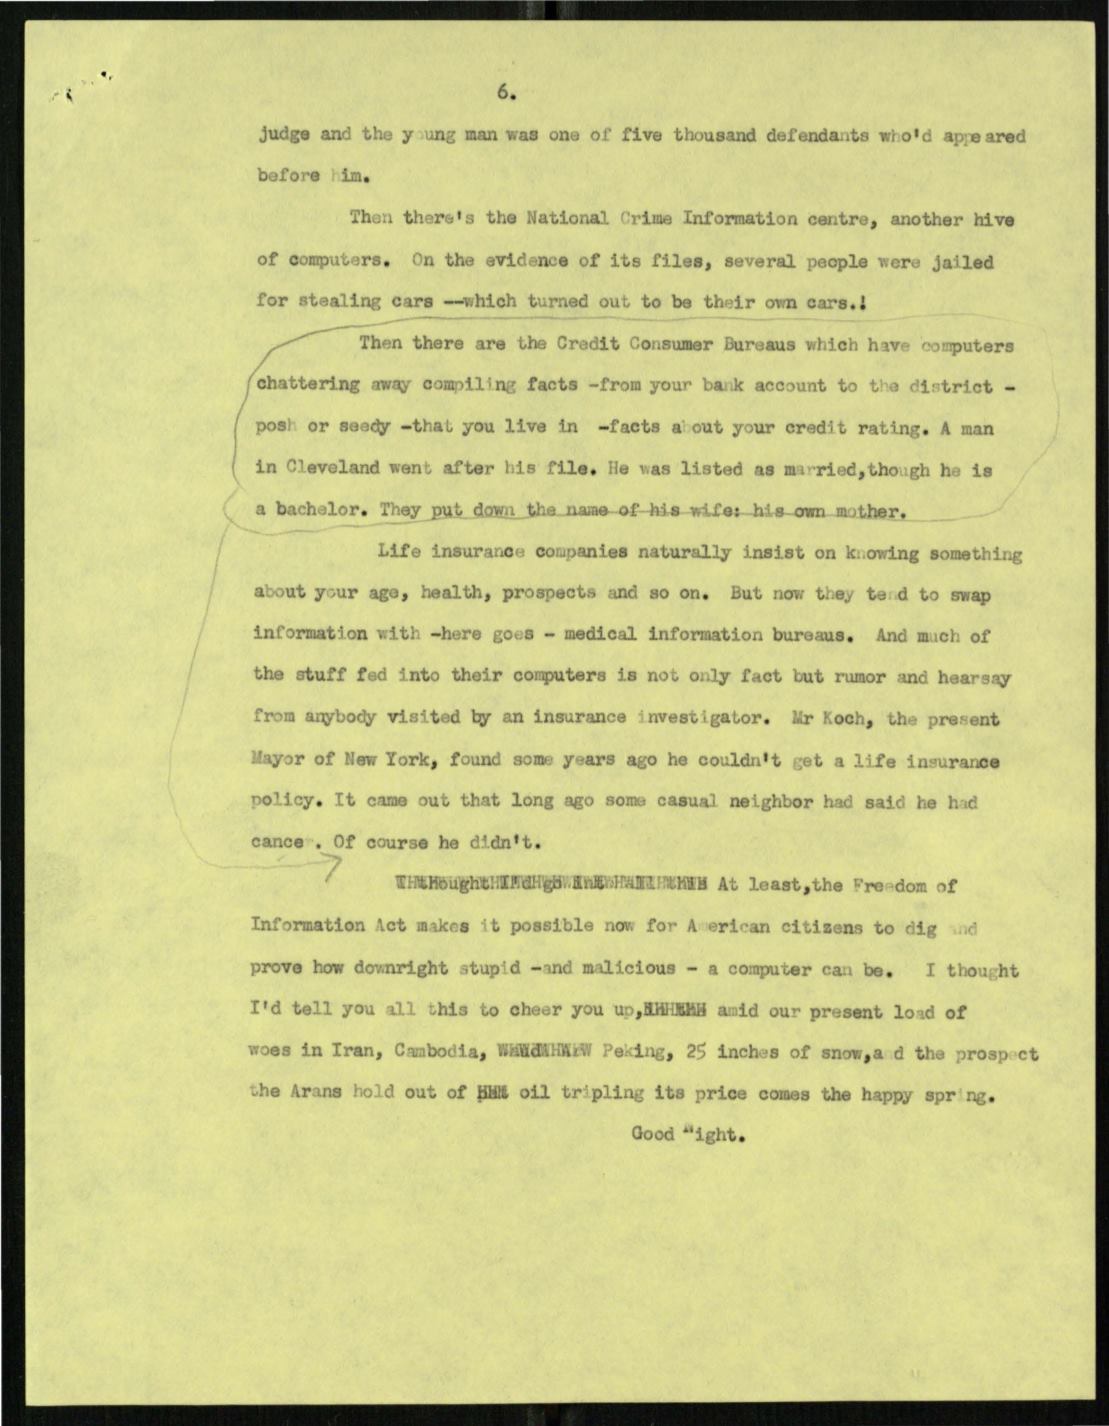 6.
judge and the young man was one of five thousand defendants who'd appeared
before him.
Then there's the National Crime Information centre, another hive
of computers. On the evidence of its files, several people were jailed
for stealing cars --which turned out to be their own cars.!
Then there are the Credit Consumer Bureaus which have computers
chattering away compiling facts -from your bank account to the district -
posh or seedy -that you live in -facts about your credit rating. A man
in Cleveland went after his file. He was listed as married,though he is
a bachelor. They put down the name of his wife: his own mother.
Life insurance companies naturally insist on knowing something
about your age, health, prospects and so on. But now they tend to swap
information with -here goes - medical information bureaus. And much of
the stuff fed into their computers is not only fact but rumor and hearsay
from anybody visited by an insurance investigator. Mr Koch, the present
Mayor of New York, found some years ago he couldn't get a life insurance
policy. It came out that long ago some casual neighbor had said he had
cance . Of course he didn't.
At least,the Freedom of
Information Act makes it possible now for American citizens to dig and
prove how downright stupid -and malicious - a computer can be. I thought
I'd tell you all this to cheer you up, amid our present load of
woes in Iran, Cambodia, Peking, 25 inches of snow,a d the prospect
the Arans hold out of oil tripling its price comes the happy spring.
Good Night.